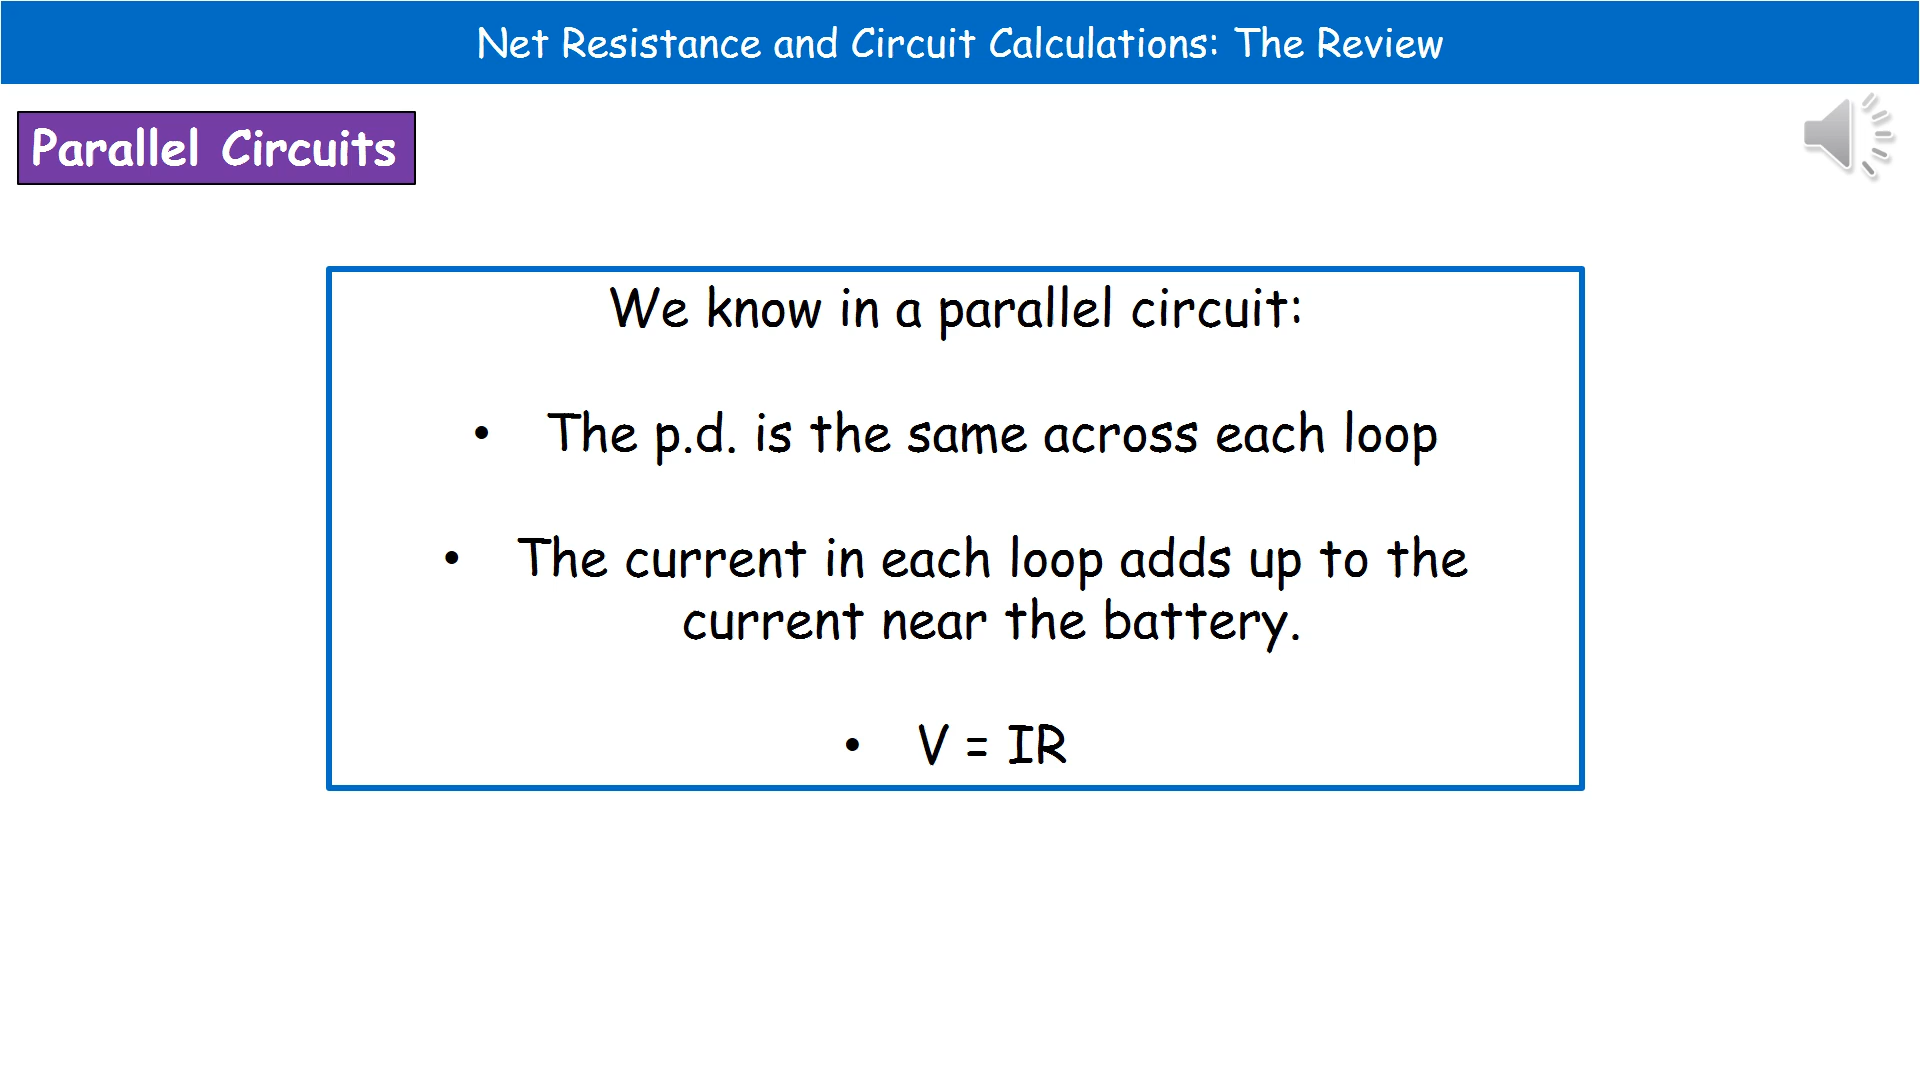 Net Resistance and Circuit Calculations: The Review
Parallel Circuits
We know in a parallel circuit:
• The p.d. is the same across each loop
• The current in each loop adds up to the
current near the battery.
• V = IR